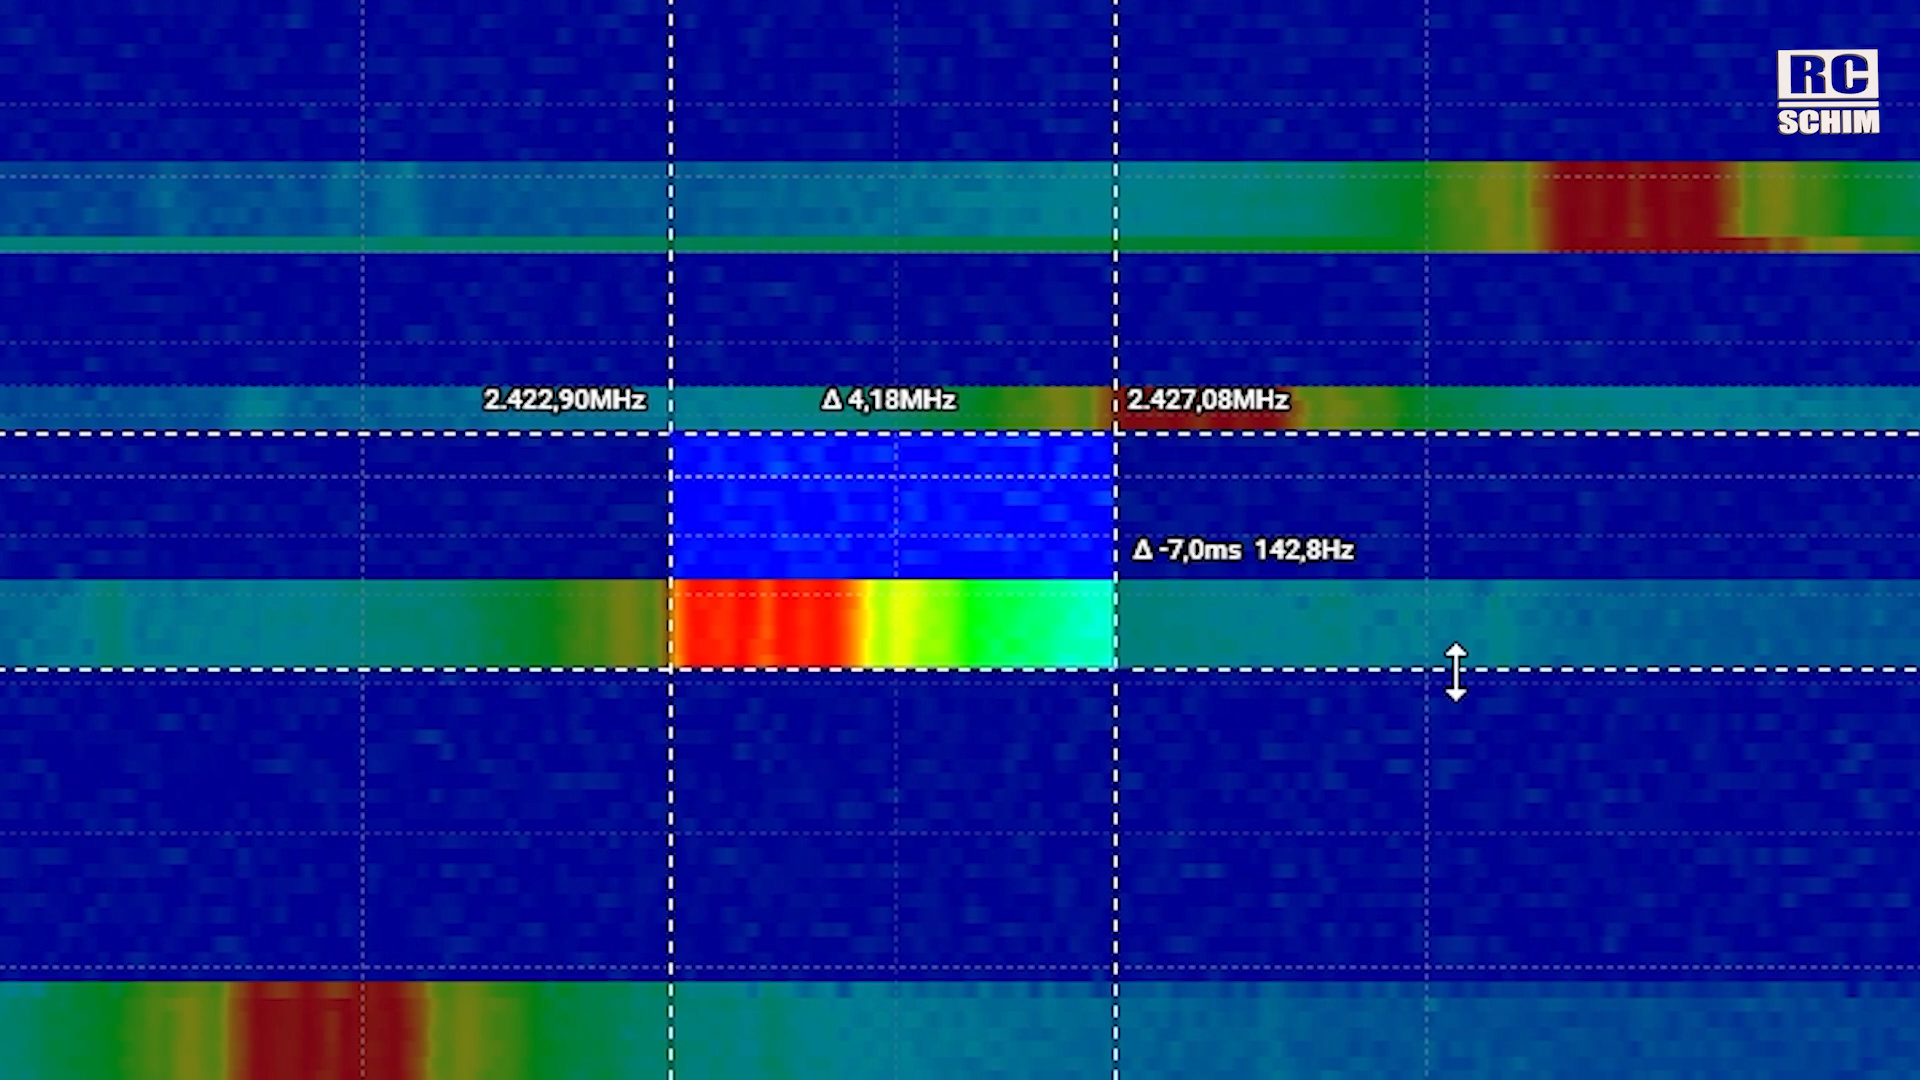 RC
SCHIM
2.422,90MHz Δ 4,18MHz 2.427,08MHz
Δ -7,0ms 142,8Hz